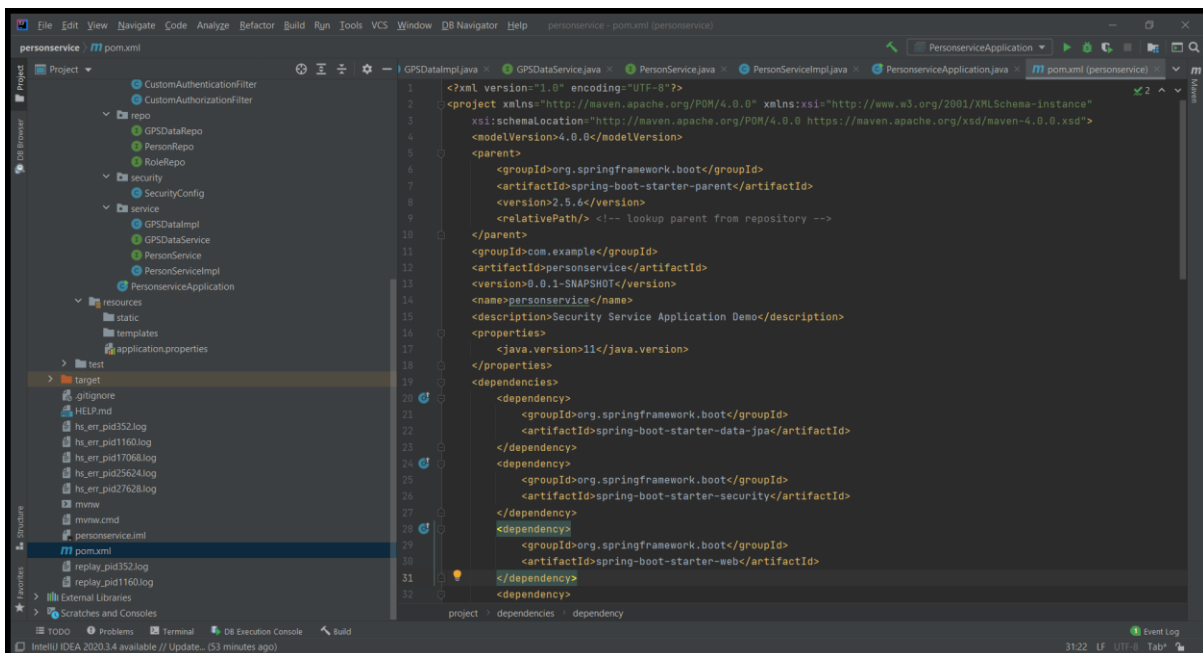 File Edit View Navigate Code Analyze Refactor Build Run Tools VCS Window DB Navigator Help personservice – pom.xml (personservice)
personservice pom.xml PersonserviceApplication
Project GPSDataImpl.java GPSDataService.java PersonService.java PersonServiceImpl.java PersonserviceApplication.java pom.xml (personservice)
Project
DB Browser
Structure
Favorites
Maven
CustomAuthenticationFilter
CustomAuthorizationFilter
repo
GPSDataRepo
PersonRepo
RoleRepo
security
SecurityConfig
service
GPSDataImpl
GPSDataService
PersonService
PersonServiceImpl
PersonserviceApplication
resources
static
templates
application.properties
test
target
.gitignore
HELP.md
hs_err_pid352.log
hs_err_pid1160.log
hs_err_pid17068.log
hs_err_pid25624.log
hs_err_pid27628.log
mvnw
mvnw.cmd
personservice.iml
pom.xml
replay_pid352.log
replay_pid1160.log
External Libraries
Scratches and Consoles
2
1 <?xml version="1.0" encoding="UTF-8"?>
2 <project xmlns="http://maven.apache.org/POM/4.0.0" xmlns:xsi="http://www.w3.org/2001/XMLSchema-instance"
3 xsi:schemaLocation="http://maven.apache.org/POM/4.0.0 https://maven.apache.org/xsd/maven-4.0.0.xsd">
4 <modelVersion>4.0.0</modelVersion>
5 <parent>
6 <groupId>org.springframework.boot</groupId>
7 <artifactId>spring-boot-starter-parent</artifactId>
8 <version>2.5.6</version>
9 <relativePath/> <!-- lookup parent from repository -->
10 </parent>
11 <groupId>com.example</groupId>
12 <artifactId>personservice</artifactId>
13 <version>0.0.1-SNAPSHOT</version>
14 <name>personservice</name>
15 <description>Security Service Application Demo</description>
16 <properties>
17 <java.version>11</java.version>
18 </properties>
19 <dependencies>
20 <dependency>
21 <groupId>org.springframework.boot</groupId>
22 <artifactId>spring-boot-starter-data-jpa</artifactId>
23 </dependency>
24 <dependency>
25 <groupId>org.springframework.boot</groupId>
26 <artifactId>spring-boot-starter-security</artifactId>
27 </dependency>
28 <dependency>
29 <groupId>org.springframework.boot</groupId>
30 <artifactId>spring-boot-starter-web</artifactId>
31 </dependency>
32 <dependency>
project dependencies dependency
TODO Problems Terminal DB Execution Console Build 1 Event Log
IntelliJ IDEA 2020.3.4 available // Update... (53 minutes ago) 31:22 LF UTF-8 Tab*